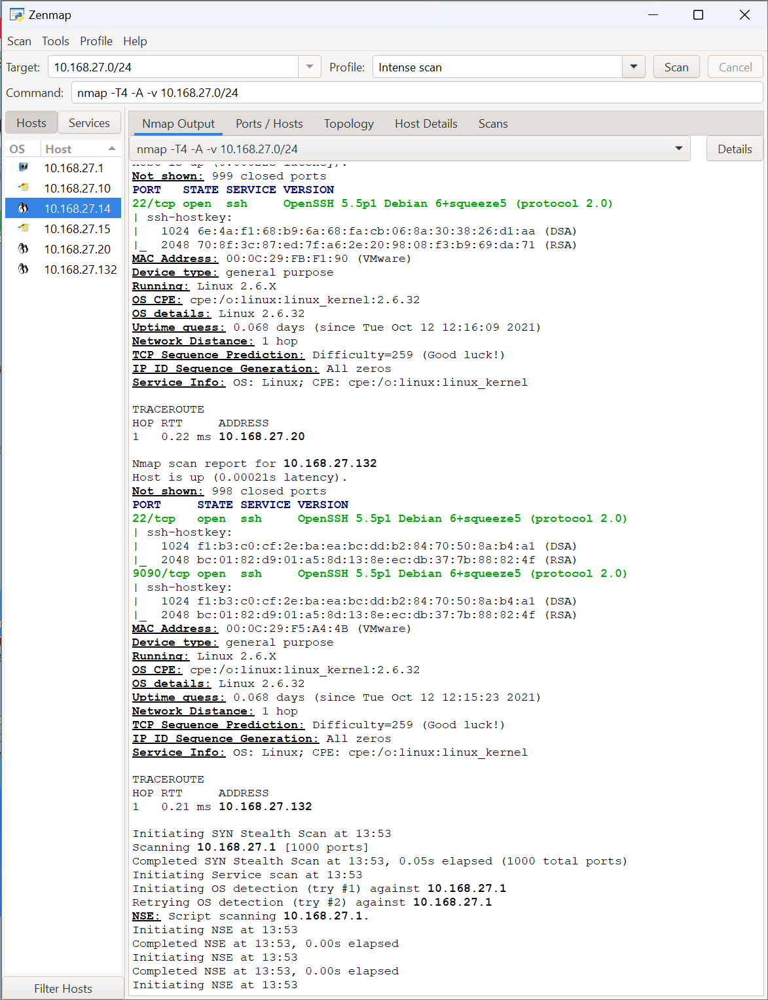 Zenmap
Scan Tools Profile Help
Target: 10.168.27.0/24 Profile: Intense scan Scan Cancel
Command: nmap -T4 -A -v 10.168.27.0/24
Hosts Services
OS Host
10.168.27.1
10.168.27.10
10.168.27.14
10.168.27.15
10.168.27.20
10.168.27.132
Filter Hosts
Nmap Output Ports / Hosts Topology Host Details Scans
nmap -T4 -A -v 10.168.27.0/24 Details
Host is up (0.00022s latency).
Not shown: 999 closed ports
PORT STATE SERVICE VERSION
22/tcp open ssh OpenSSH 5.5p1 Debian 6+squeeze5 (protocol 2.0)
| ssh-hostkey:
| 1024 6e:4a:f1:68:b9:6a:68:fa:cb:06:8a:30:38:26:d1:aa (DSA)
|_ 2048 70:8f:3c:87:ed:7f:a6:2e:20:98:08:f3:b9:69:da:71 (RSA)
MAC Address: 00:0C:29:FB:F1:90 (VMware)
Device type: general purpose
Running: Linux 2.6.X
OS CPE: cpe:/o:linux:linux_kernel:2.6.32
OS details: Linux 2.6.32
Uptime guess: 0.068 days (since Tue Oct 12 12:16:09 2021)
Network Distance: 1 hop
TCP Sequence Prediction: Difficulty=259 (Good luck!)
IP ID Sequence Generation: All zeros
Service Info: OS: Linux; CPE: cpe:/o:linux:linux_kernel
TRACEROUTE
HOP RTT ADDRESS
1 0.22 ms 10.168.27.20
Nmap scan report for 10.168.27.132
Host is up (0.00021s latency).
Not shown: 998 closed ports
PORT STATE SERVICE VERSION
22/tcp open ssh OpenSSH 5.5p1 Debian 6+squeeze5 (protocol 2.0)
| ssh-hostkey:
| 1024 f1:b3:c0:cf:2e:ba:ea:bc:dd:b2:84:70:50:8a:b4:a1 (DSA)
|_ 2048 bc:01:82:d9:01:a5:8d:13:8e:ec:db:37:7b:88:82:4f (RSA)
9090/tcp open ssh OpenSSH 5.5p1 Debian 6+squeeze5 (protocol 2.0)
| ssh-hostkey:
| 1024 f1:b3:c0:cf:2e:ba:ea:bc:dd:b2:84:70:50:8a:b4:a1 (DSA)
|_ 2048 bc:01:82:d9:01:a5:8d:13:8e:ec:db:37:7b:88:82:4f (RSA)
MAC Address: 00:0C:29:F5:A4:4B (VMware)
Device type: general purpose
Running: Linux 2.6.X
OS CPE: cpe:/o:linux:linux_kernel:2.6.32
OS details: Linux 2.6.32
Uptime guess: 0.068 days (since Tue Oct 12 12:15:23 2021)
Network Distance: 1 hop
TCP Sequence Prediction: Difficulty=259 (Good luck!)
IP ID Sequence Generation: All zeros
Service Info: OS: Linux; CPE: cpe:/o:linux:linux_kernel
TRACEROUTE
HOP RTT ADDRESS
1 0.21 ms 10.168.27.132
Initiating SYN Stealth Scan at 13:53
Scanning 10.168.27.1 [1000 ports]
Completed SYN Stealth Scan at 13:53, 0.05s elapsed (1000 total ports)
Initiating Service scan at 13:53
Initiating OS detection (try #1) against 10.168.27.1
Retrying OS detection (try #2) against 10.168.27.1
NSE: Script scanning 10.168.27.1.
Initiating NSE at 13:53
Completed NSE at 13:53, 0.00s elapsed
Initiating NSE at 13:53
Completed NSE at 13:53, 0.00s elapsed
Initiating NSE at 13:53